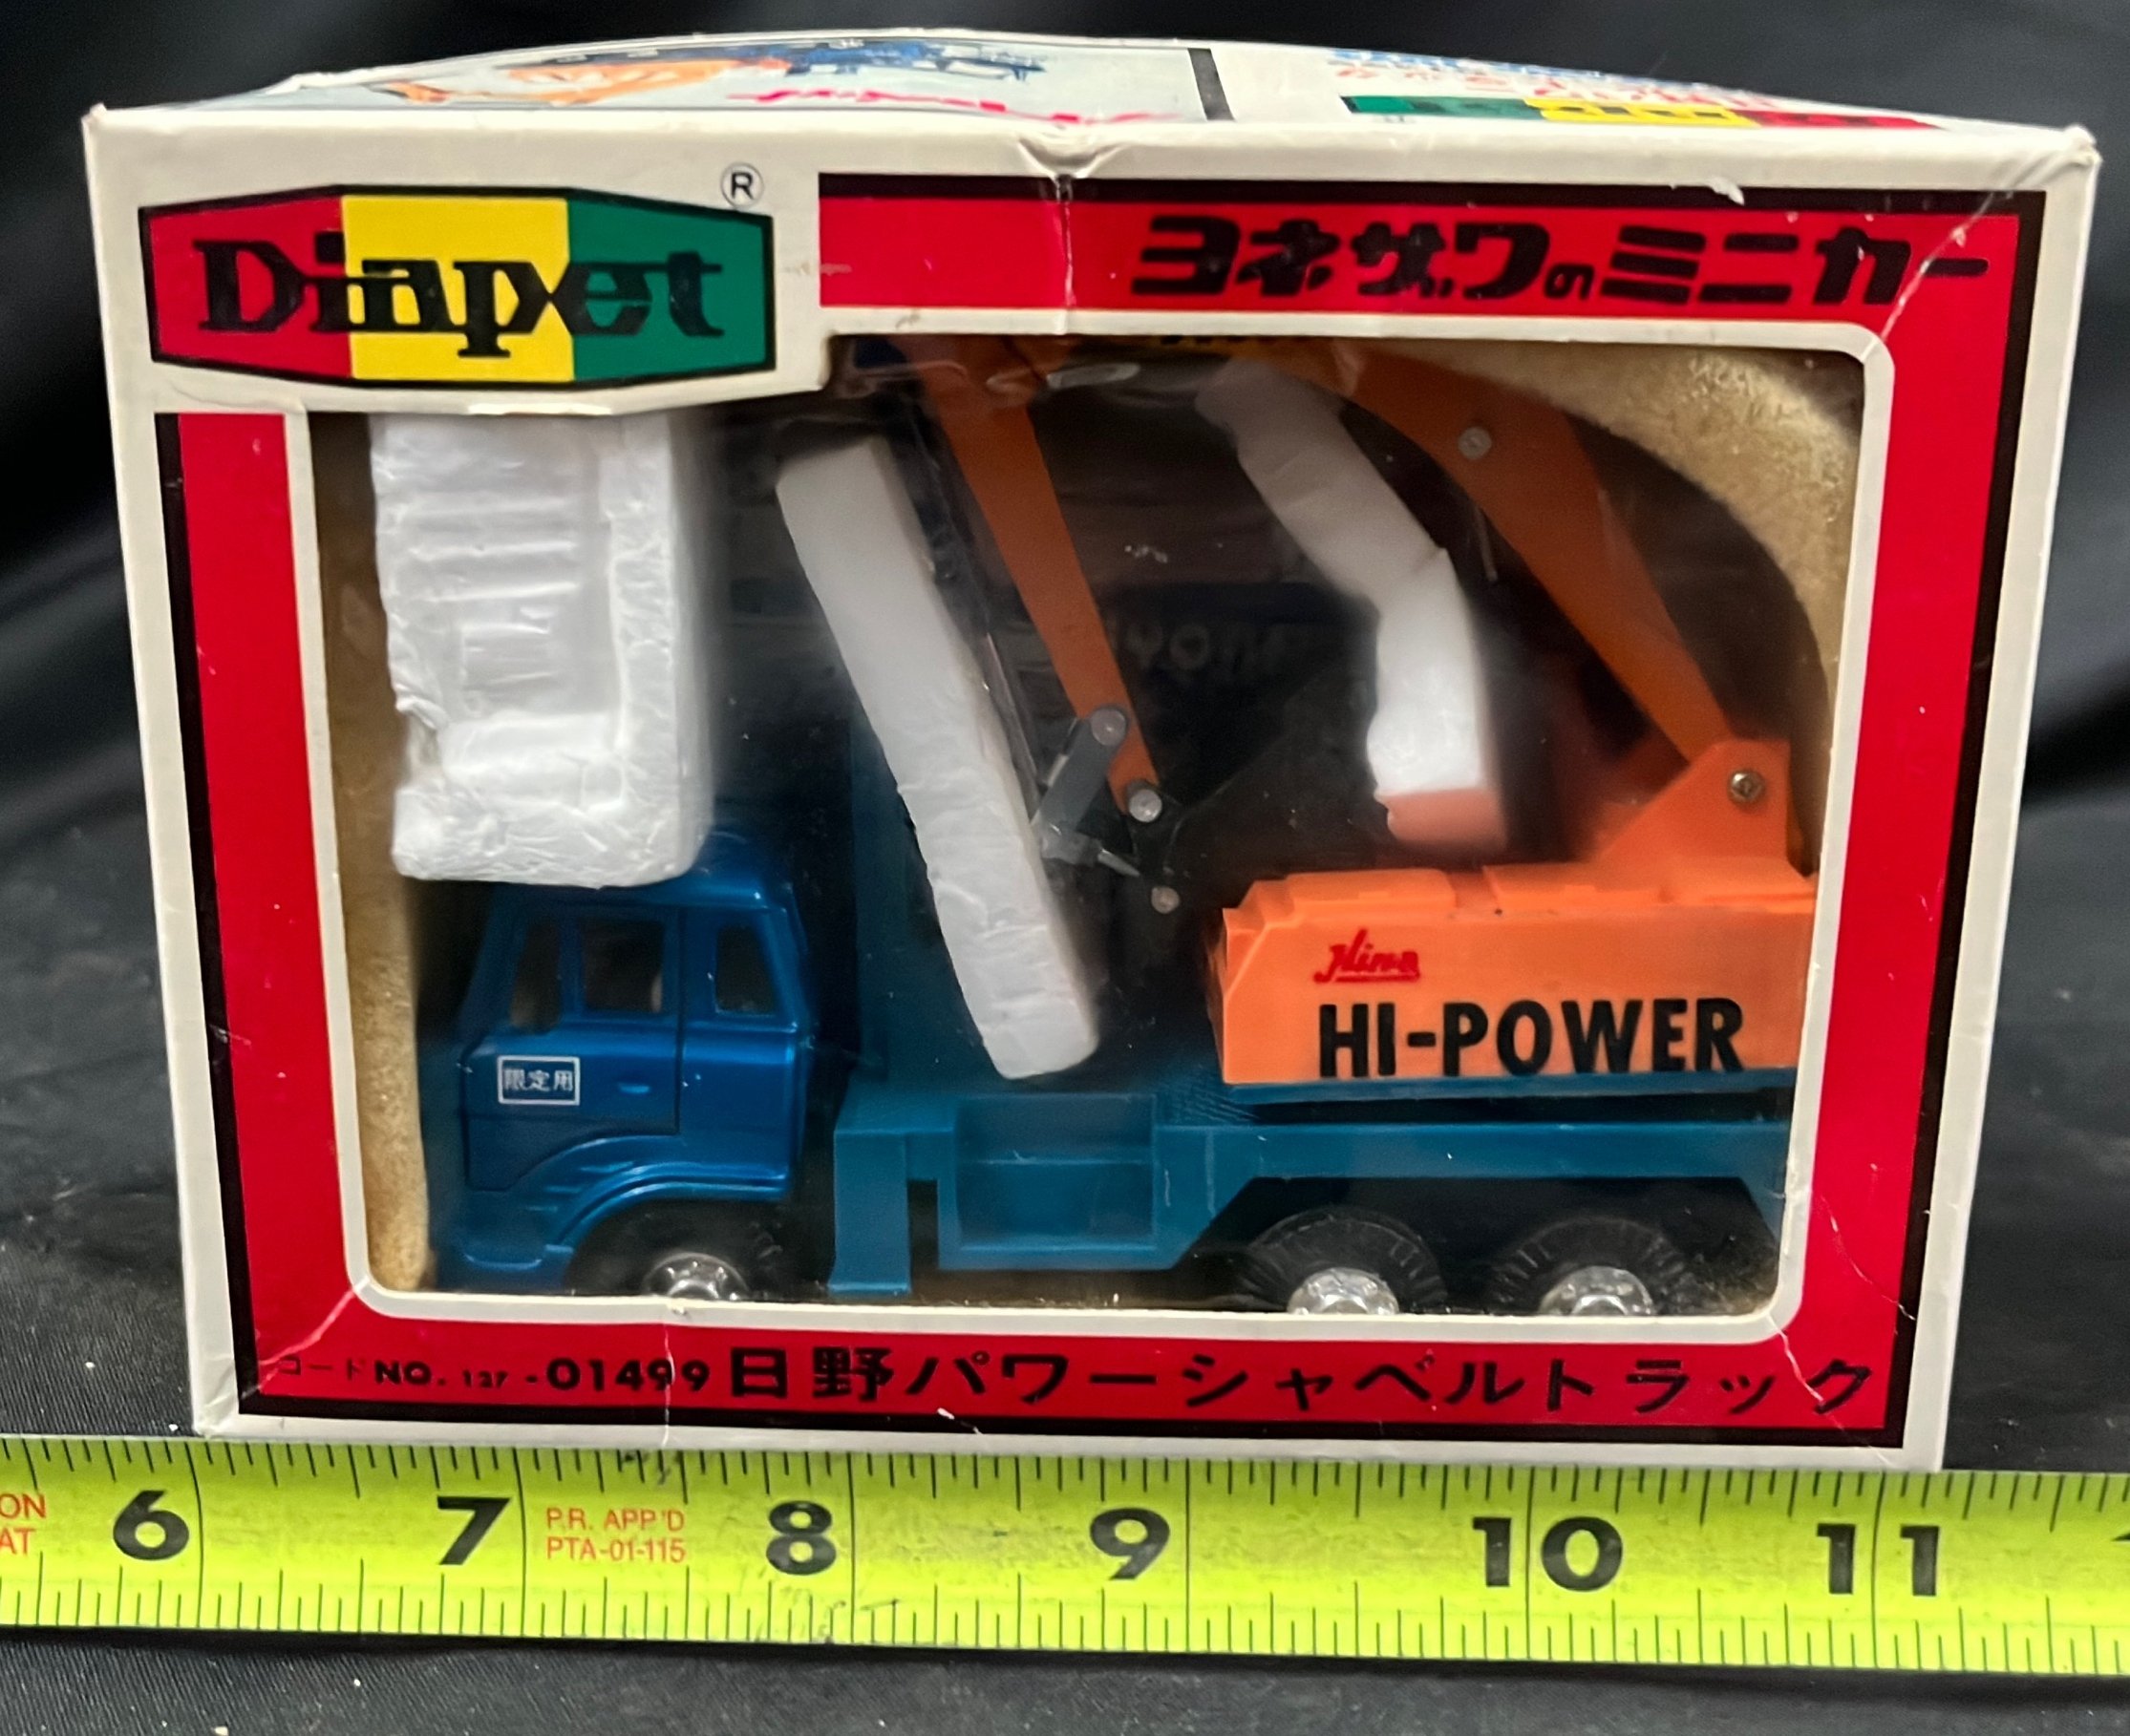 Diapet ®
ヨネザワのミニカー
Hino
HI-POWER
限定用
コードNO. 127-01499 日野パワーシャベルトラック
ON
AT
6 7 8 9 10 11
P.R. APP'D
PTA-01-115